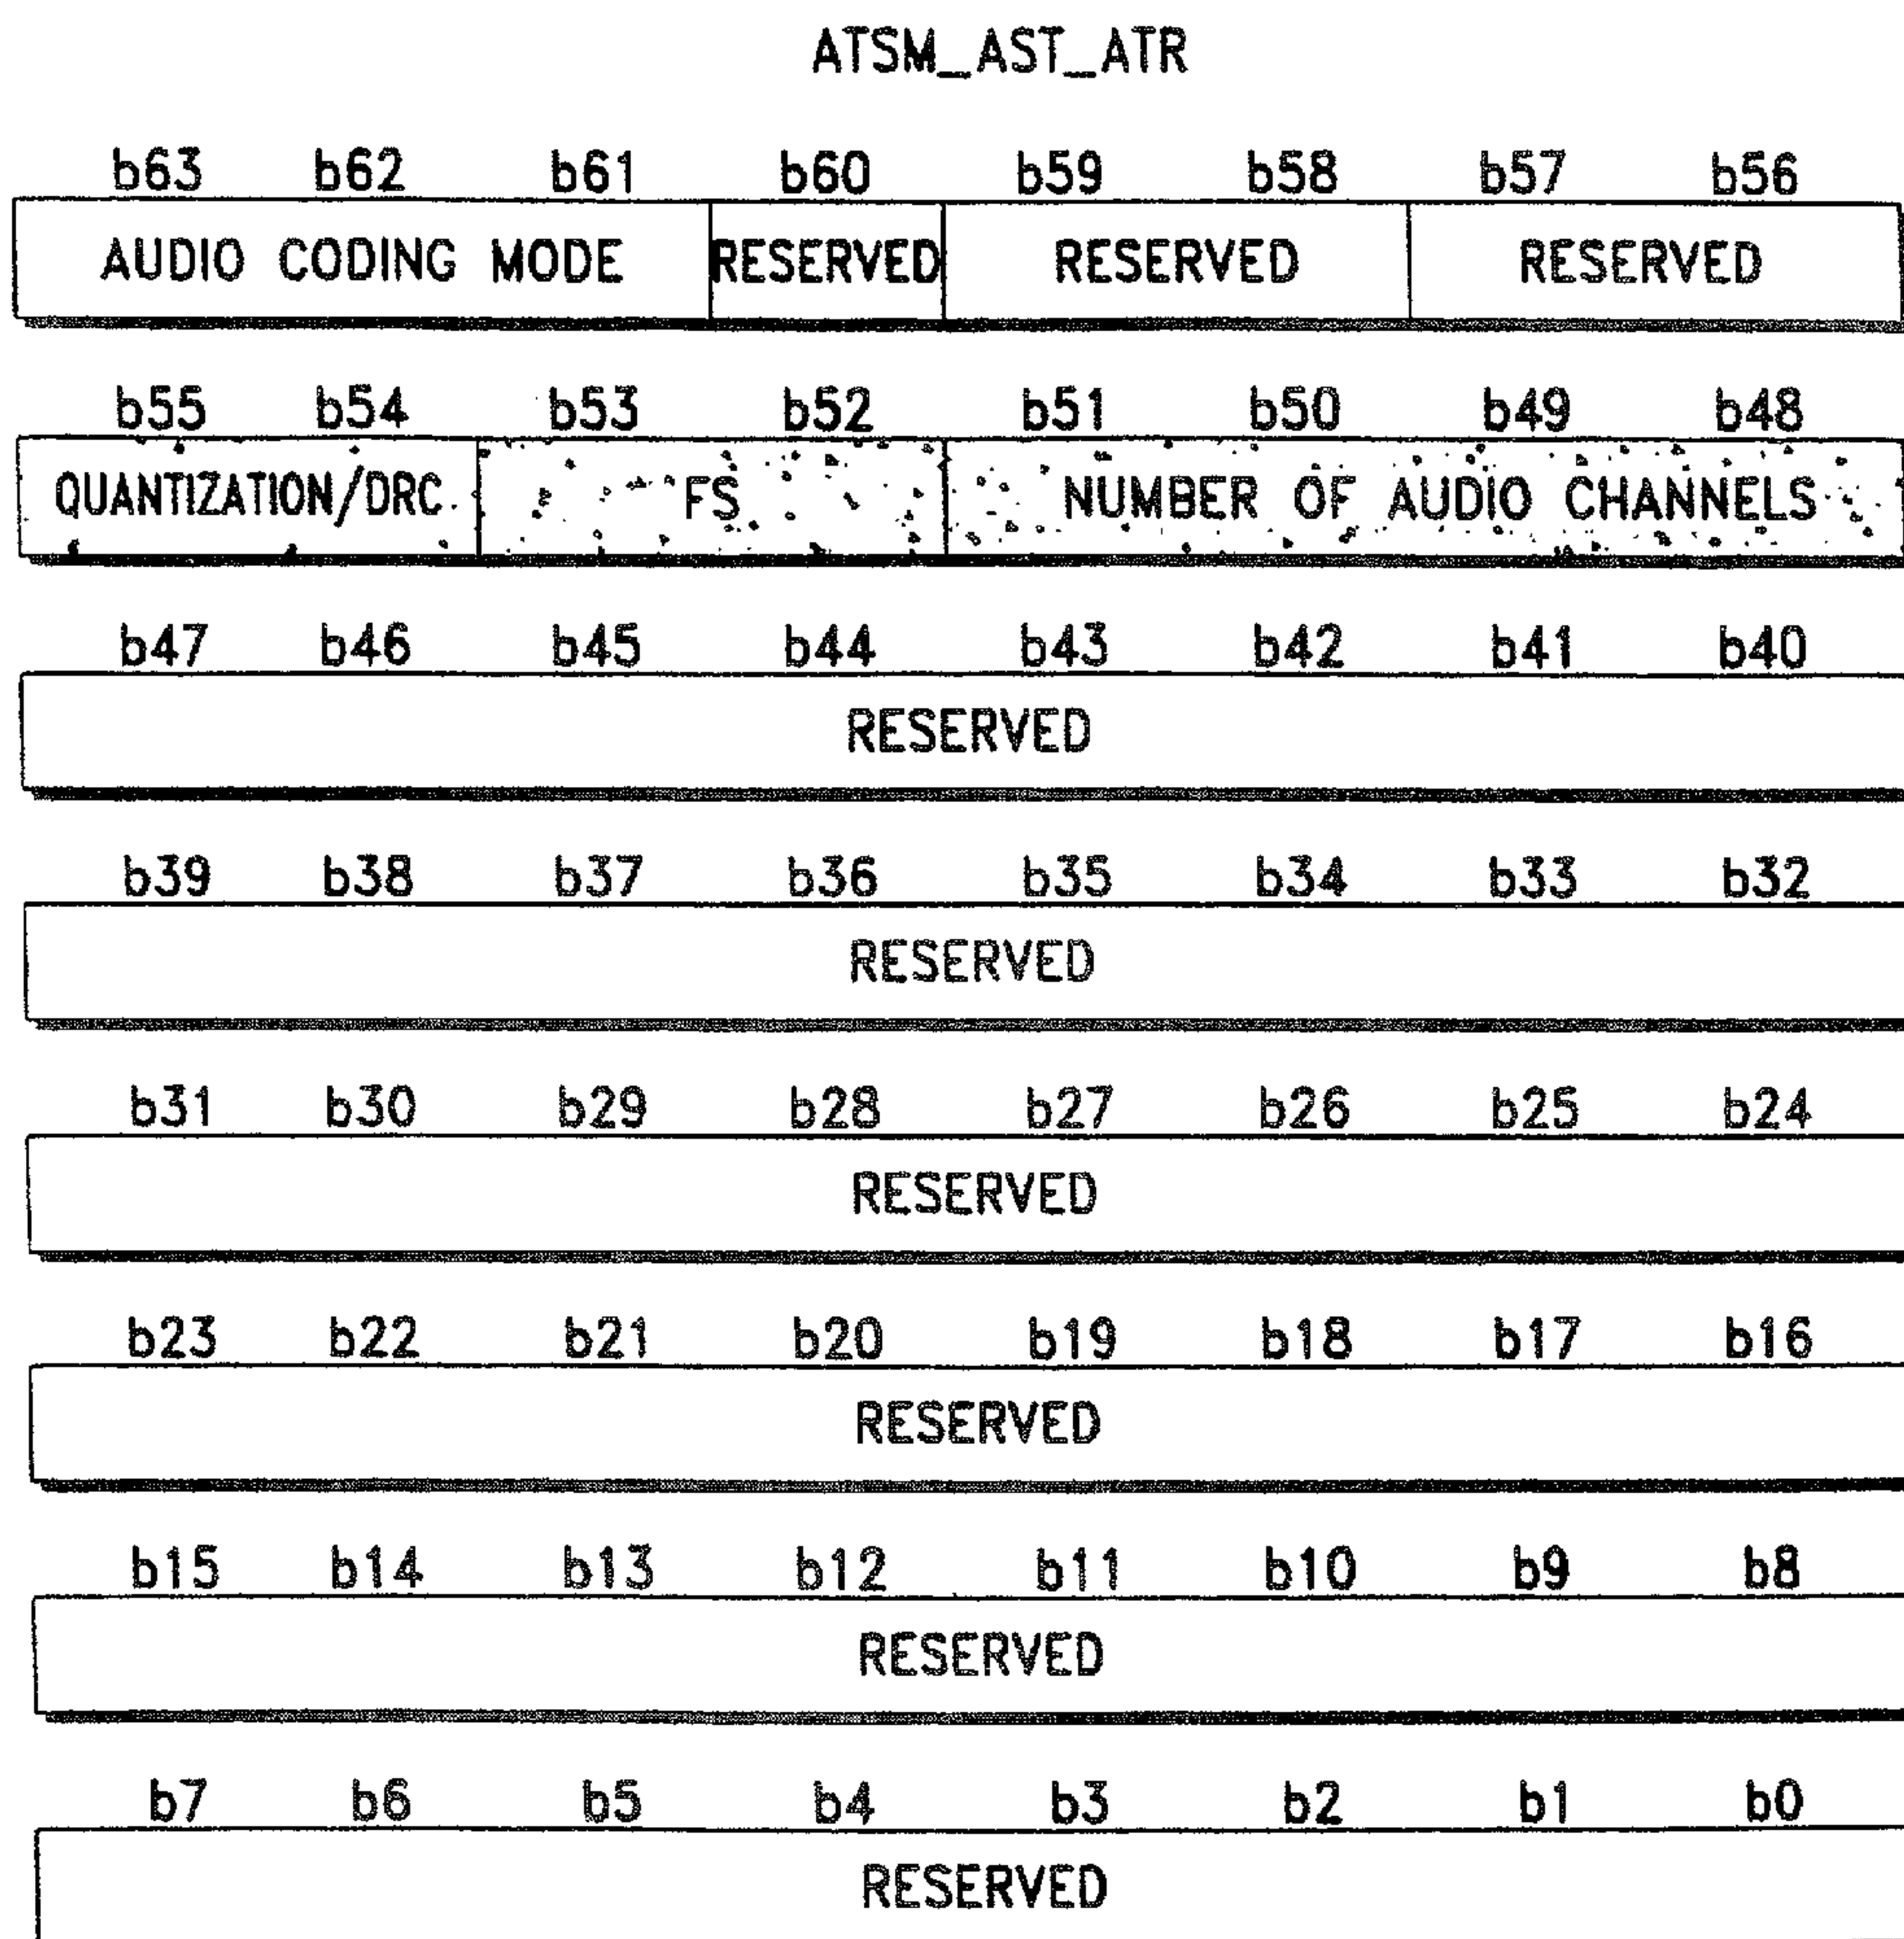 ATSM_AST_ATR
b63 b62 b61 b60 b59 b58 b57 b56
AUDIO CODING MODE RESERVED RESERVED RESERVED
b55 b54 b53 b52 b51 b50 b49 b48
QUANTIZATION/DRC FS NUMBER OF AUDIO CHANNELS
b47 b46 b45 b44 b43 b42 b41 b40
RESERVED
b39 b38 b37 b36 b35 b34 b33 b32
RESERVED
b31 b30 b29 b28 b27 b26 b25 b24
RESERVED
b23 b22 b21 b20 b19 b18 b17 b16
RESERVED
b15 b14 b13 b12 b11 b10 b9 b8
RESERVED
b7 b6 b5 b4 b3 b2 b1 b0
RESERVED